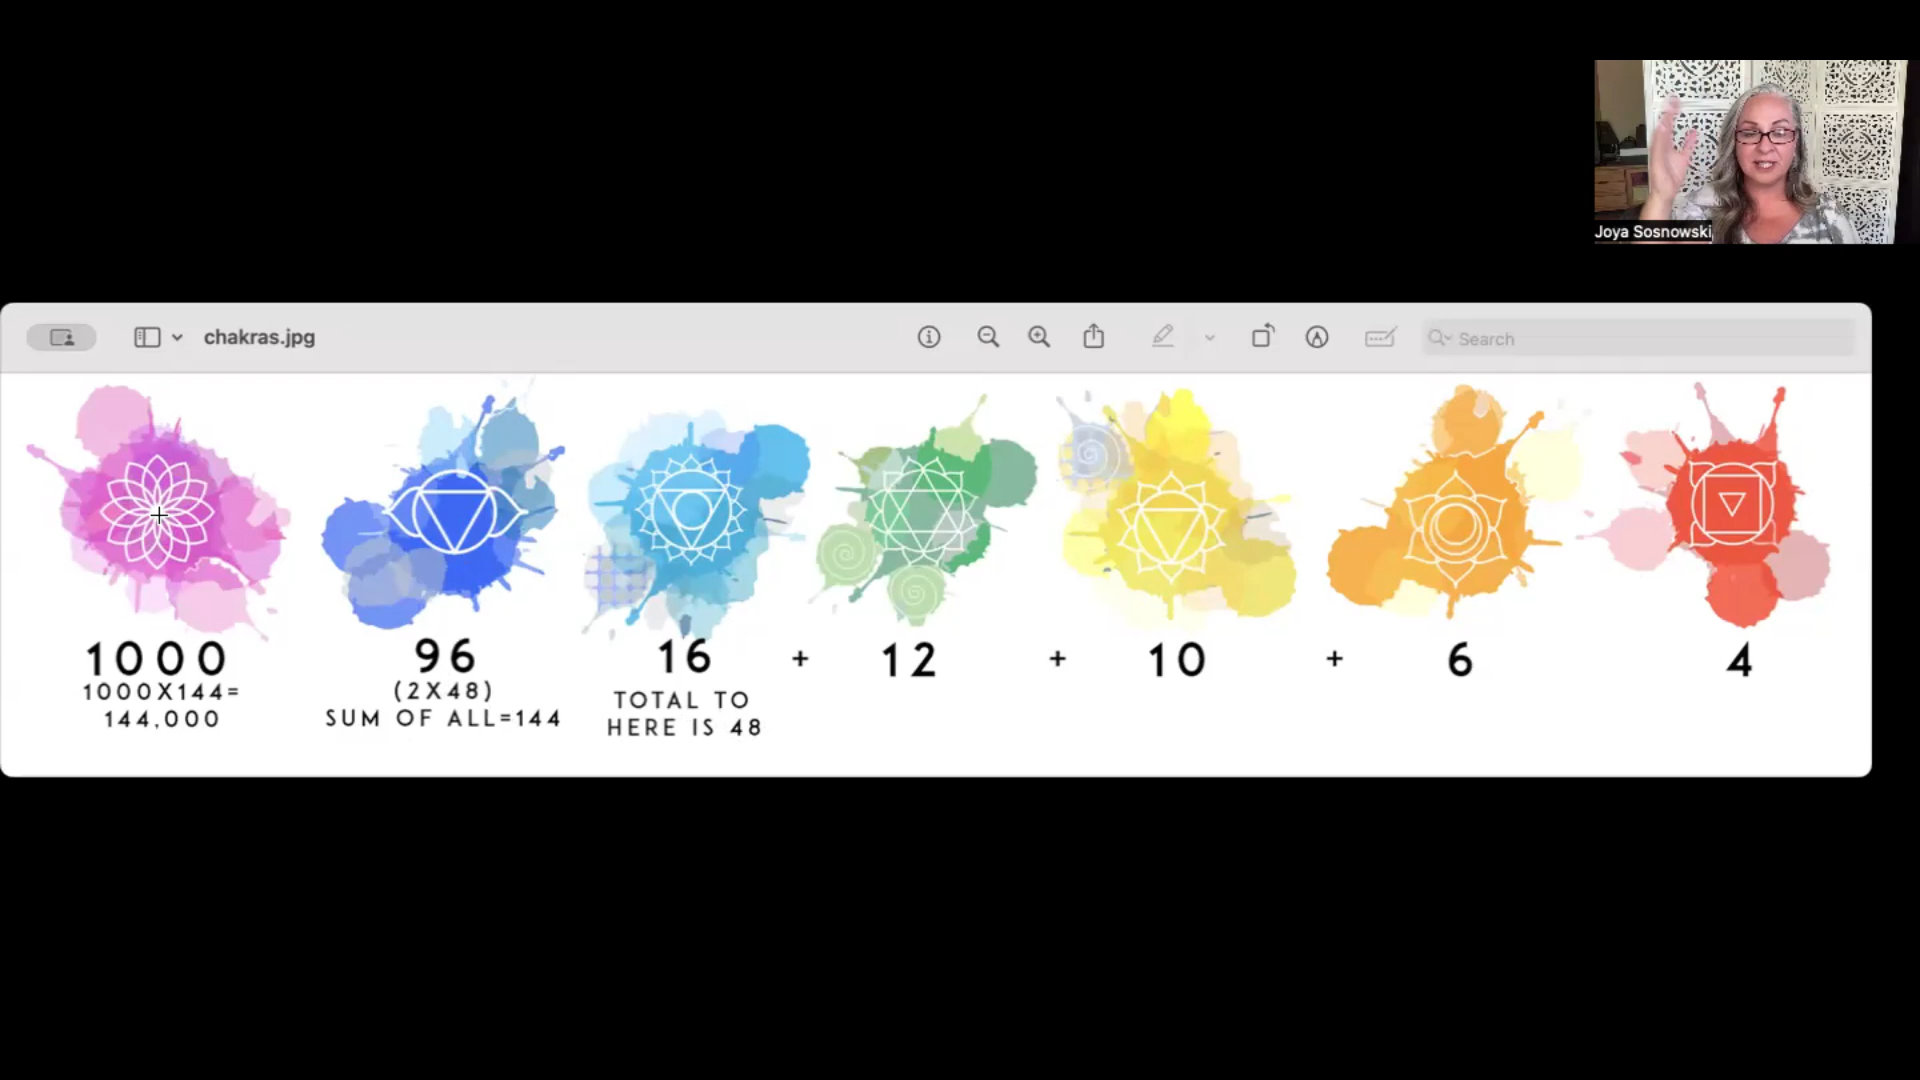 Joya Sosnowski
chakras.jpg
Search
1000
1000X144=
144,000
96
(2X48)
SUM OF ALL=144
16 + 12 + 10 + 6 4
TOTAL TO
HERE IS 48